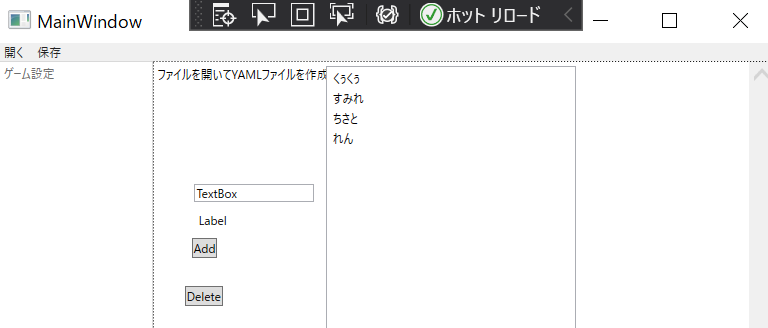 MainWindow
ホット リロード
開く 保存
ゲーム設定
ファイルを開いてYAMLファイルを作成
くぅくぅ
すみれ
ちさと
れん
TextBox
Label
Add
Delete